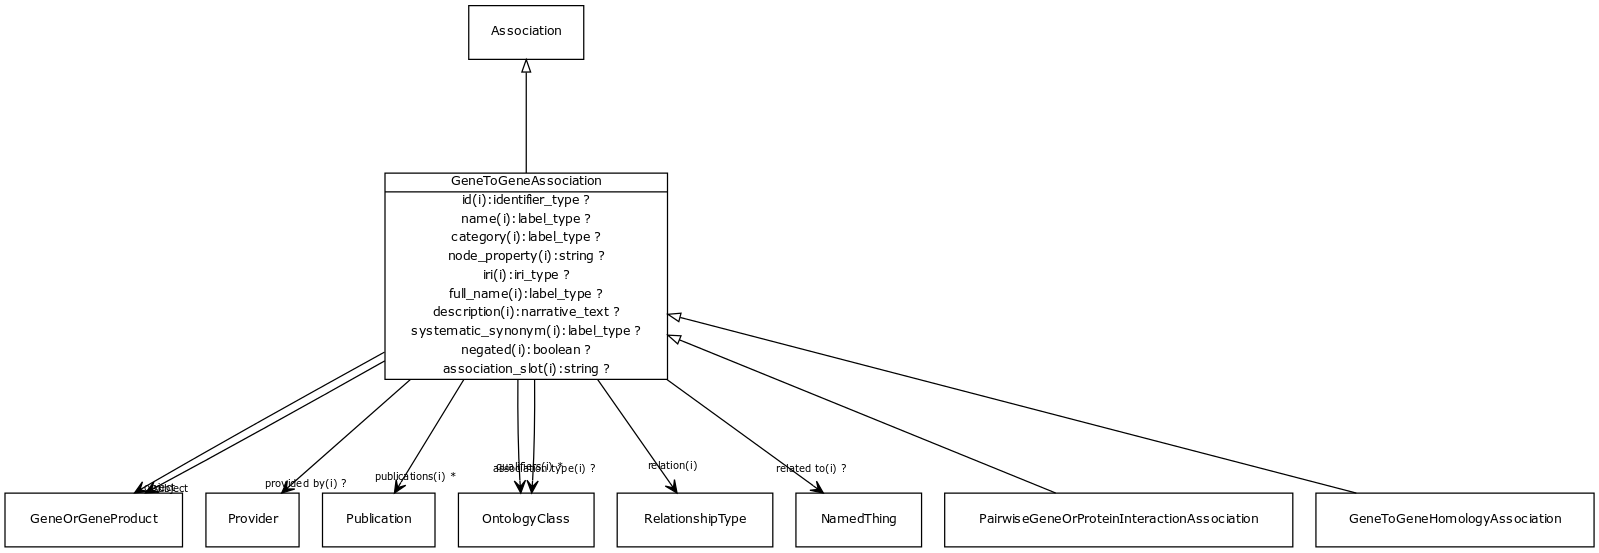 Association
GeneToGeneAssociation
id(i):identifier_type ?
name(i):label_type ?
category(i):label_type ?
node_property(i):string ?
iri(i):iri_type ?
full_name(i):label_type ?
description(i):narrative_text ?
systematic_synonym(i):label_type ?
negated(i):boolean ?
association_slot(i):string ?
association type(i) ?
qualifiers(i) *
relation(i)
related to(i) ?
publications(i) *
provided by(i) ?
object
subject
GeneOrGeneProduct
Provider
Publication
OntologyClass
RelationshipType
NamedThing
PairwiseGeneOrProteinInteractionAssociation
GeneToGeneHomologyAssociation